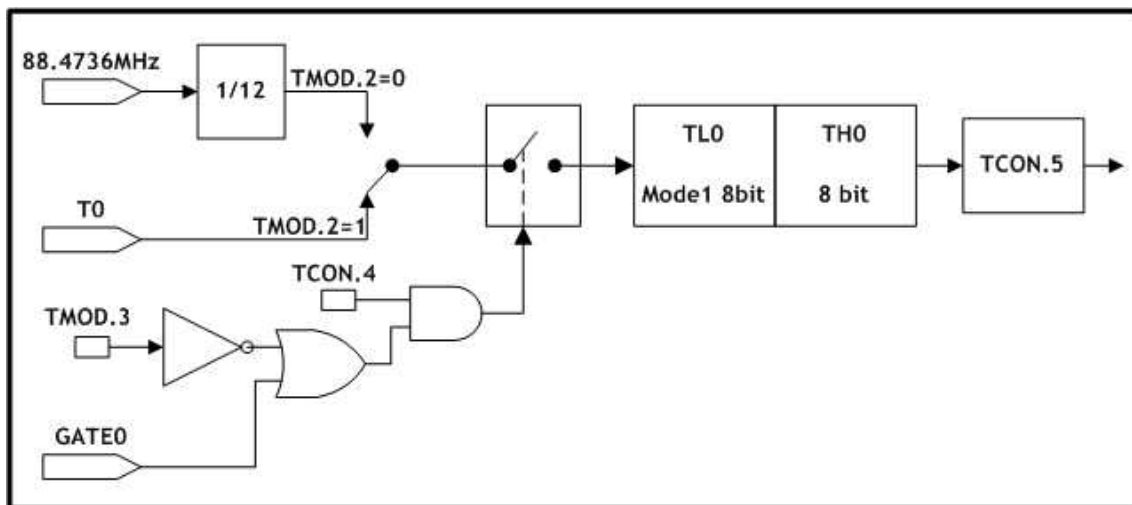 88.4736MHz
1/12
TMOD.2=0
T0
TMOD.2=1
TL0
Mode1 8bit
TH0
8 bit
TCON.5
TCON.4
TMOD.3
GATE0